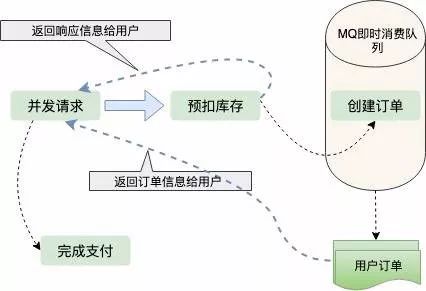 返回响应信息给用户
MQ即时消费队
列
并发请求
预扣库存
创建订单
返回订单信息给用户
完成支付
用户订单